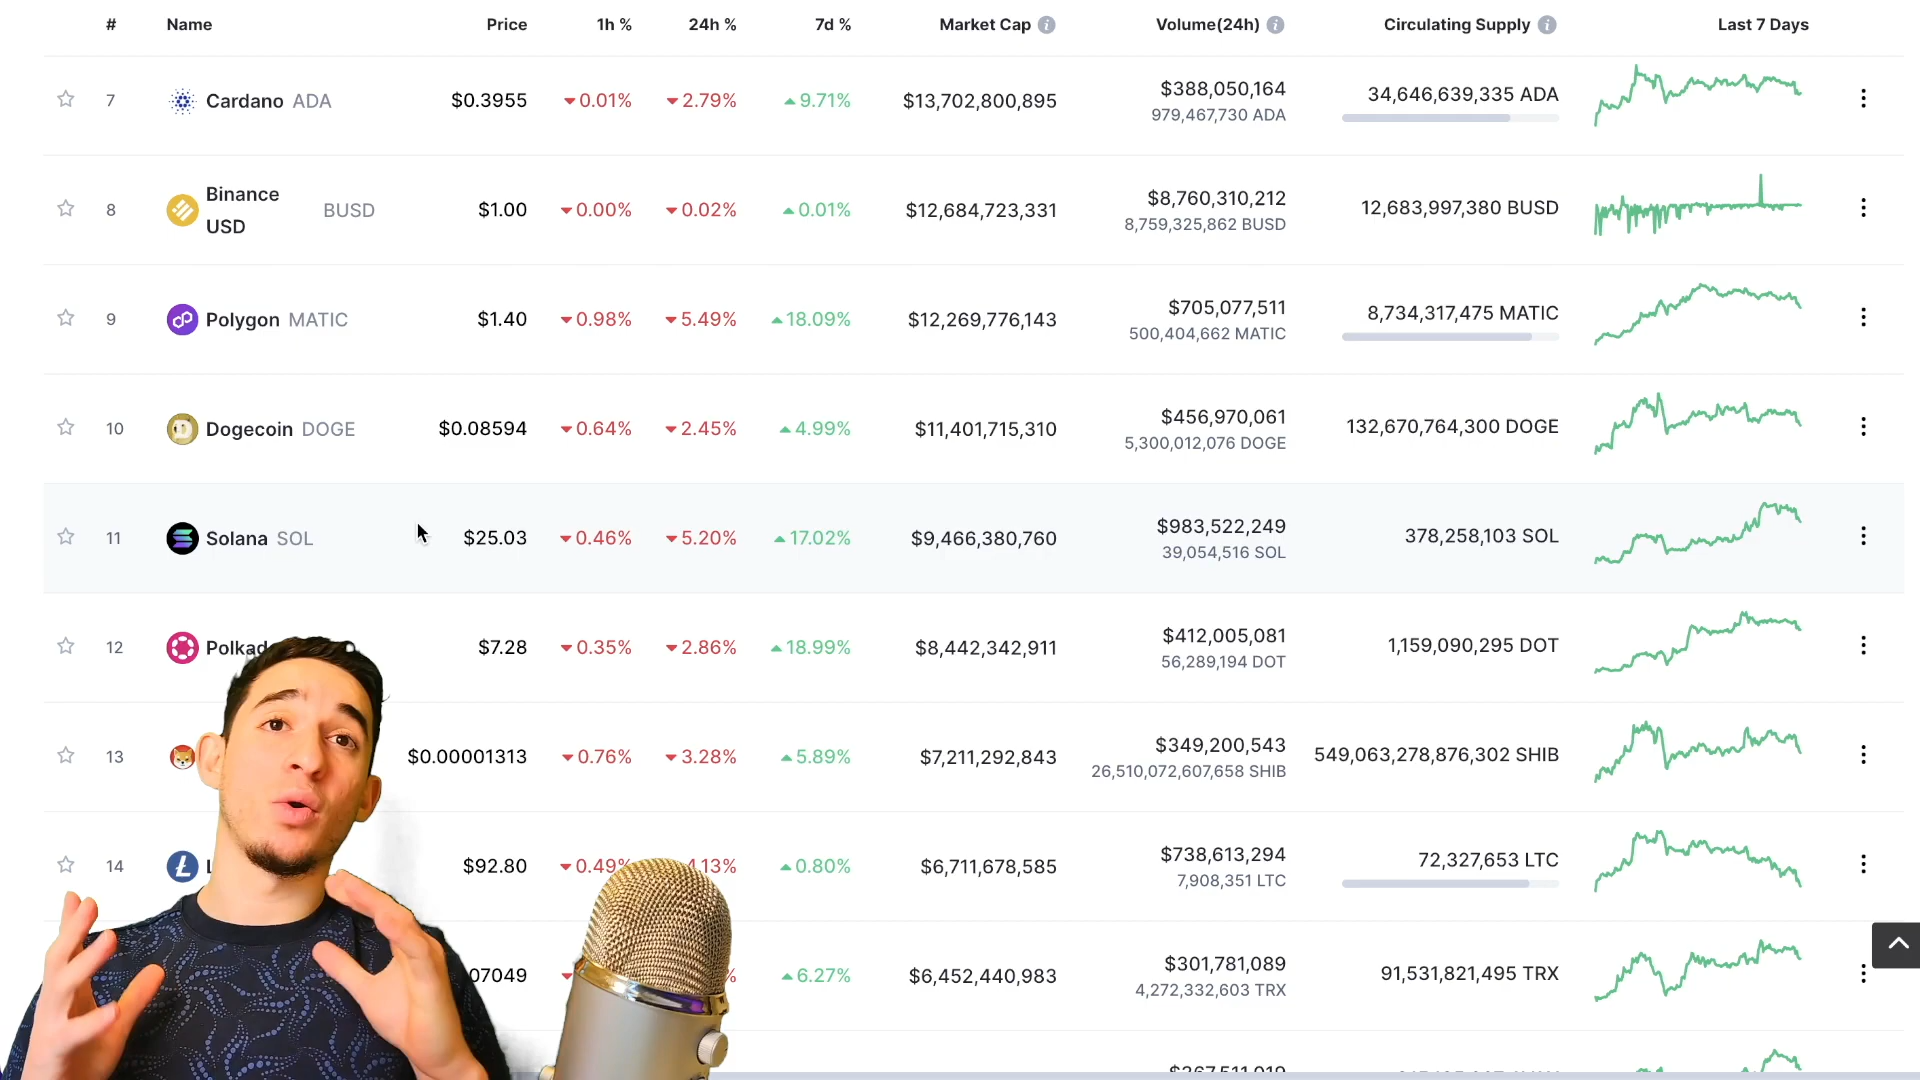 # Name Price 1h % 24h % 7d % Market Cap Volume(24h) Circulating Supply Last 7 Days
7 Cardano ADA $0.3955 0.01% 2.79% 9.71% $13,702,800,895 $388,050,164 34,646,639,335 ADA
979,467,730 ADA
8 Binance USD BUSD $1.00 0.00% 0.02% 0.01% $12,684,723,331 $8,760,310,212 12,683,997,380 BUSD
8,759,325,862 BUSD
9 Polygon MATIC $1.40 0.98% 5.49% 18.09% $12,269,776,143 $705,077,511 8,734,317,475 MATIC
500,404,662 MATIC
10 Dogecoin DOGE $0.08594 0.64% 2.45% 4.99% $11,401,715,310 $456,970,061 132,670,764,300 DOGE
5,300,012,076 DOGE
11 Solana SOL $25.03 0.46% 5.20% 17.02% $9,466,380,760 $983,522,249 378,258,103 SOL
39,054,516 SOL
12 Polkad $7.28 0.35% 2.86% 18.99% $8,442,342,911 $412,005,081 1,159,090,295 DOT
56,289,194 DOT
13 $0.00001313 0.76% 3.28% 5.89% $7,211,292,843 $349,200,543 549,063,278,876,302 SHIB
26,510,072,607,658 SHIB
14 L $92.80 0.49% 4.13% 0.80% $6,711,678,585 $738,613,294 72,327,653 LTC
7,908,351 LTC
07049 6.27% $6,452,440,983 $301,781,089 91,531,821,495 TRX
4,272,332,603 TRX